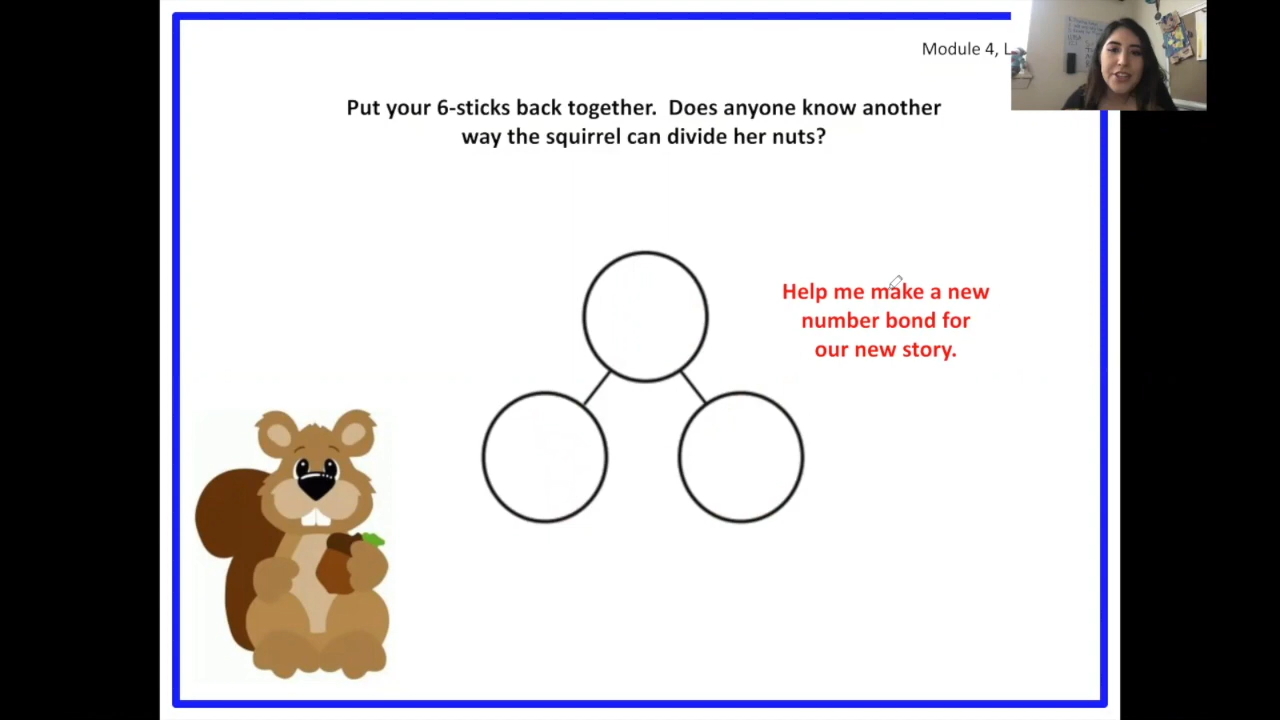 Module 4, L
Put your 6-sticks back together.  Does anyone know another
way the squirrel can divide her nuts?
Help me make a new
number bond for
our new story.